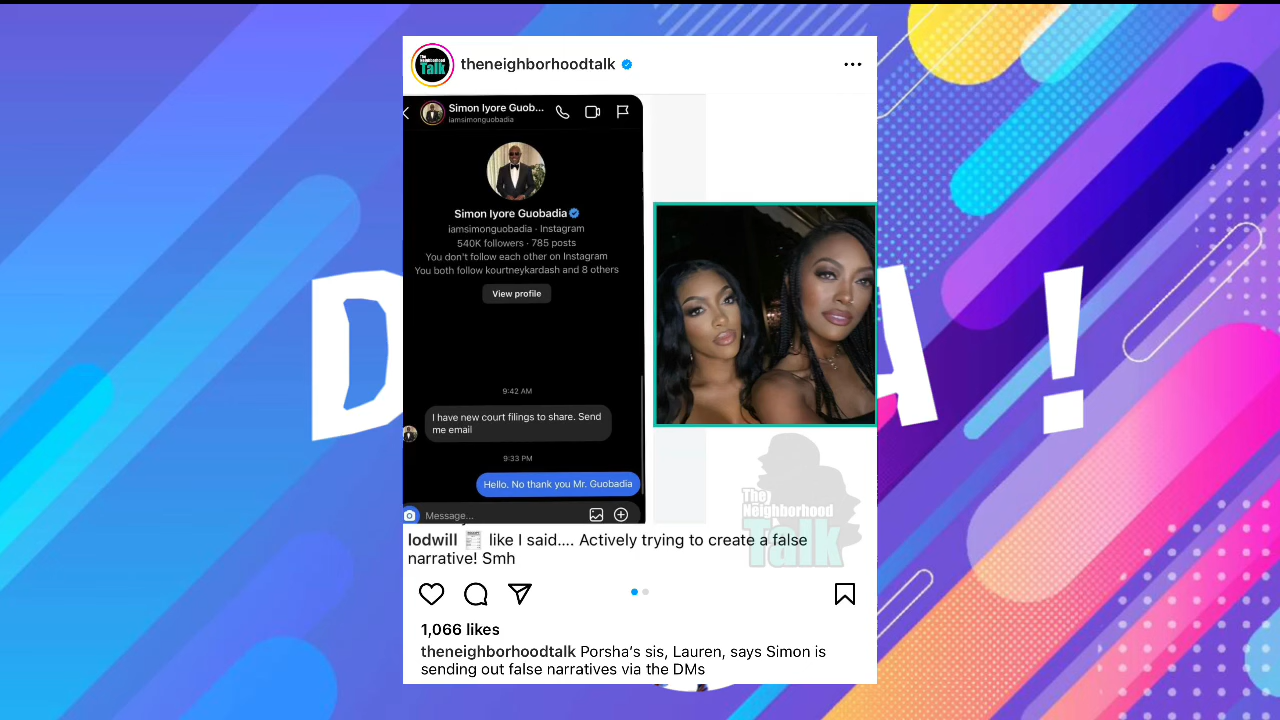 The
Neighborhood
Talk
theneighborhoodtalk
Simon Iyore Guob...
iamsimonguobadia
Simon Iyore Guobadia
iamsimonguobadia · Instagram
540K followers · 785 posts
You don't follow each other on Instagram
You both follow kourtneykardash and 8 others
View profile
9:42 AM
I have new court filings to share. Send
me email
9:33 PM
Hello. No thank you Mr. Guobadia
Message...
The
Neighborhood
Talk
lodwill 🧾 like I said.... Actively trying to create a false
narrative! Smh
1,066 likes
theneighborhoodtalk Porsha’s sis, Lauren, says Simon is
sending out false narratives via the DMs